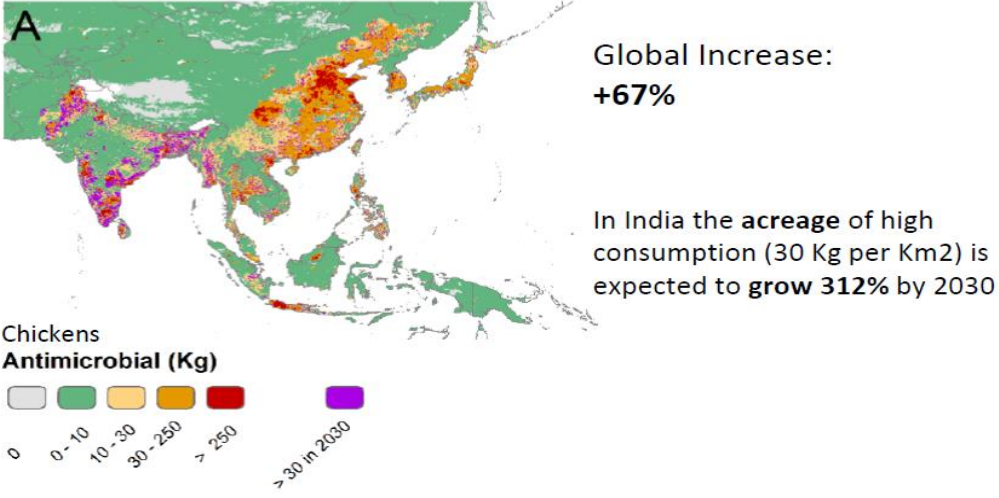 A
Global Increase:
+67%
In India the acreage of high
consumption (30 Kg per Km2) is
expected to grow 312% by 2030
Chickens
Antimicrobial (Kg)
0
0 - 10
10 - 30
30 - 250
> 250
> 30 in 2030